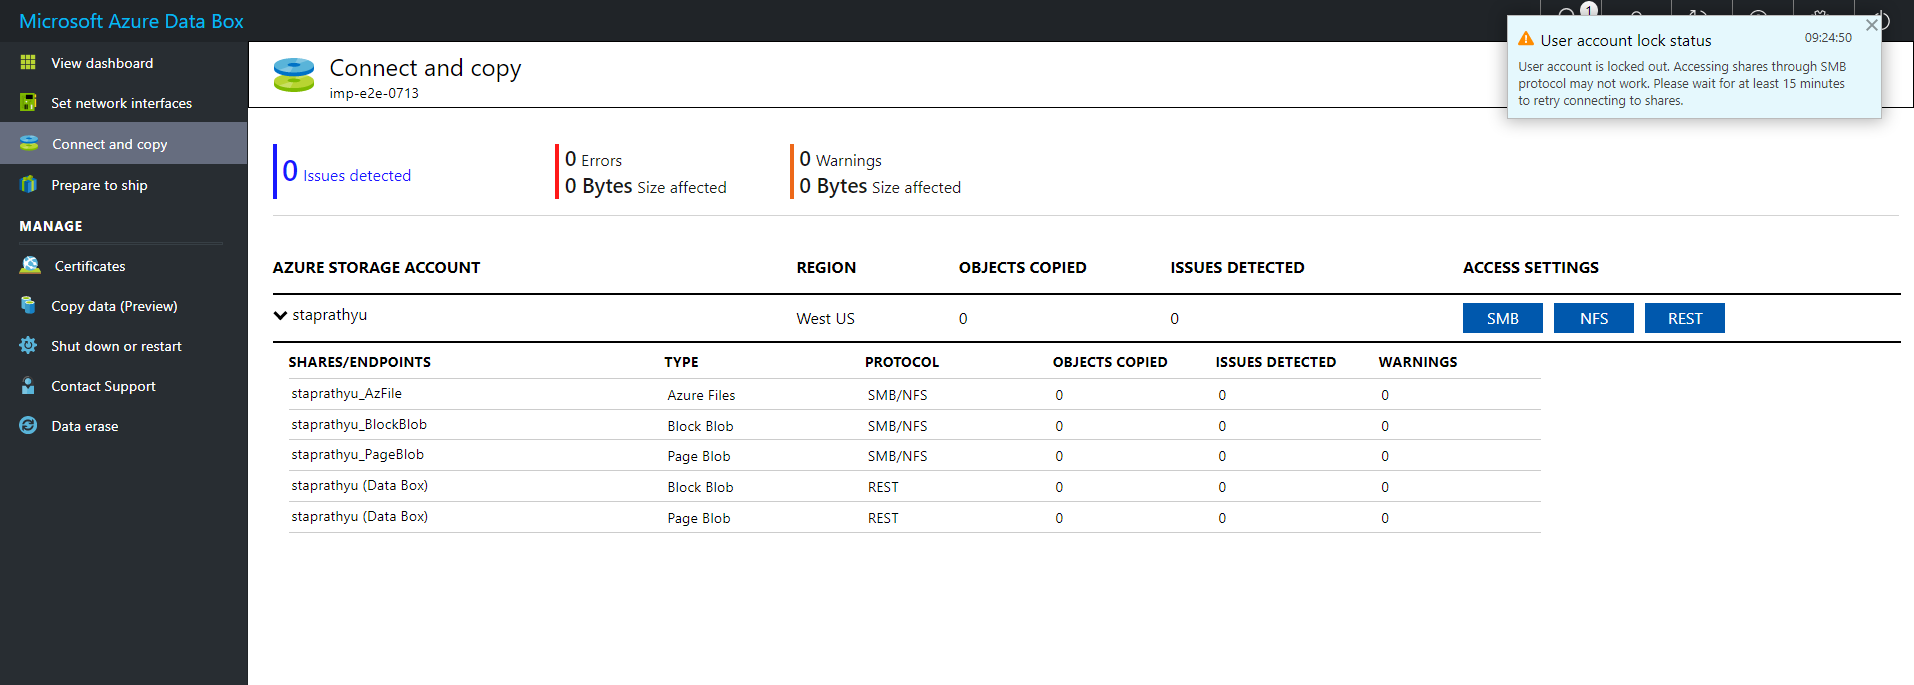 Microsoft Azure Data Box
1
View dashboard
Set network interfaces
Connect and copy
Prepare to ship
MANAGE
Certificates
Copy data (Preview)
Shut down or restart
Contact Support
Data erase
Connect and copy
imp-e2e-0713
User account lock status 09:24:50
User account is locked out. Accessing shares through SMB
protocol may not work. Please wait for at least 15 minutes
to retry connecting to shares.
0 Issues detected
0 Errors
0 Bytes Size affected
0 Warnings
0 Bytes Size affected
AZURE STORAGE ACCOUNT REGION OBJECTS COPIED ISSUES DETECTED ACCESS SETTINGS
staprathyu West US 0 0 SMB NFS REST
SHARES/ENDPOINTS TYPE PROTOCOL OBJECTS COPIED ISSUES DETECTED WARNINGS
staprathyu_AzFile Azure Files SMB/NFS 0 0 0
staprathyu_BlockBlob Block Blob SMB/NFS 0 0 0
staprathyu_PageBlob Page Blob SMB/NFS 0 0 0
staprathyu (Data Box) Block Blob REST 0 0 0
staprathyu (Data Box) Page Blob REST 0 0 0